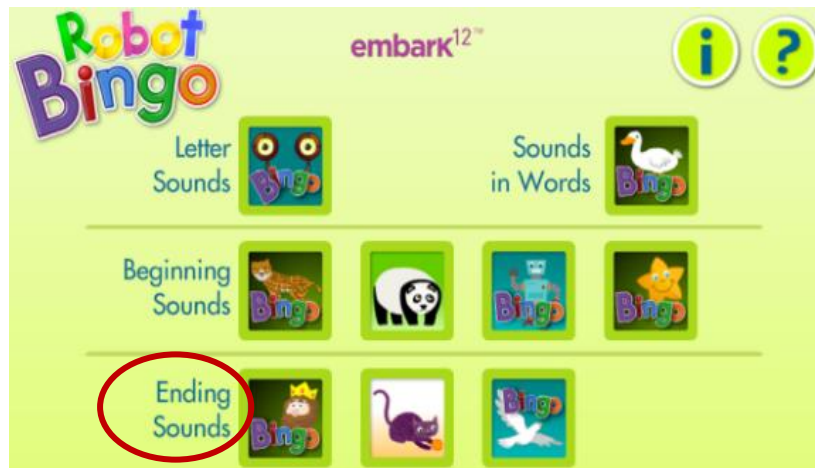 Robot
Bingo
embark12™
i ?
Letter
Sounds
Bingo
Sounds
in Words
Bingo
Beginning
Sounds
Bingo
Bingo
Bingo
Ending
Sounds
Bingo
Bingo